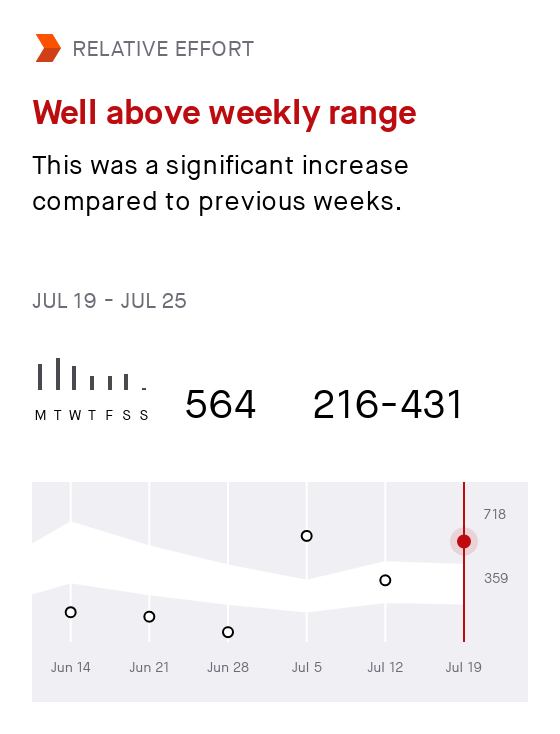 RELATIVE EFFORT
Well above weekly range
This was a significant increase
compared to previous weeks.
JUL 19 - JUL 25
M T W T F S S
564 216-431
718
359
Jun 14 Jun 21 Jun 28 Jul 5 Jul 12 Jul 19